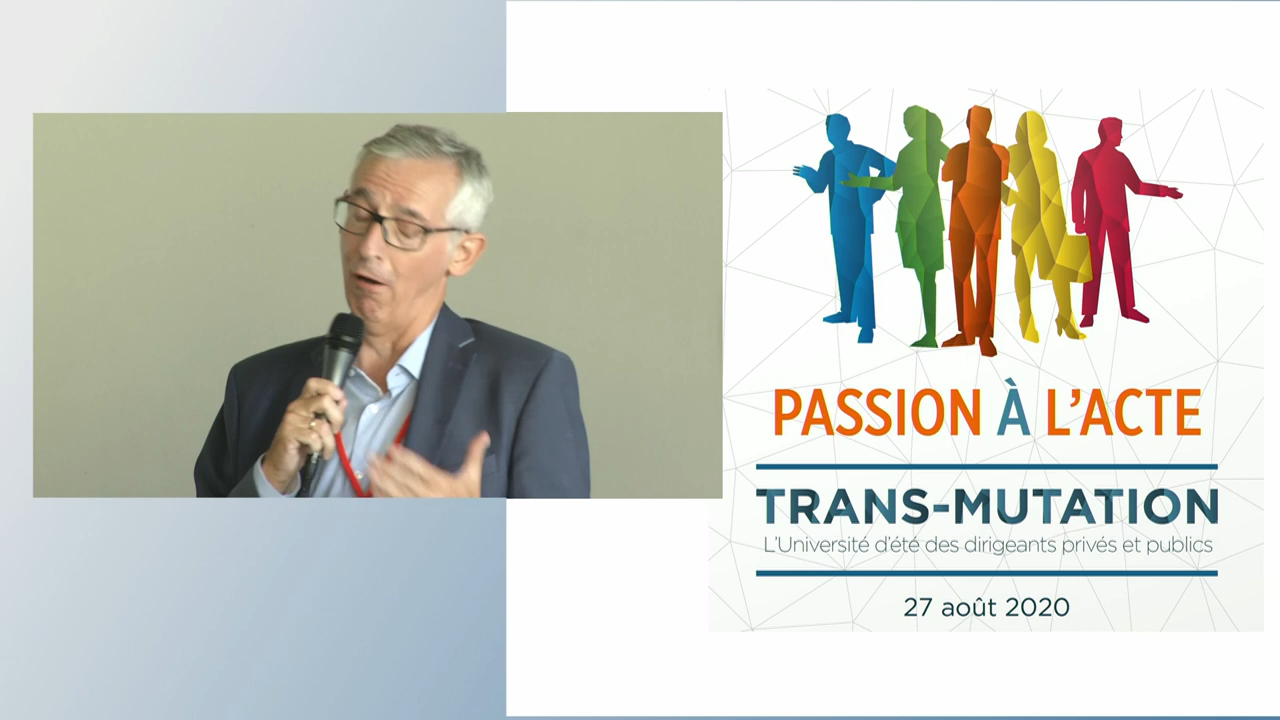 PASSION À L'ACTE
TRANS-MUTATION
L'Université d'été des dirigeants privés et publics
27 août 2020